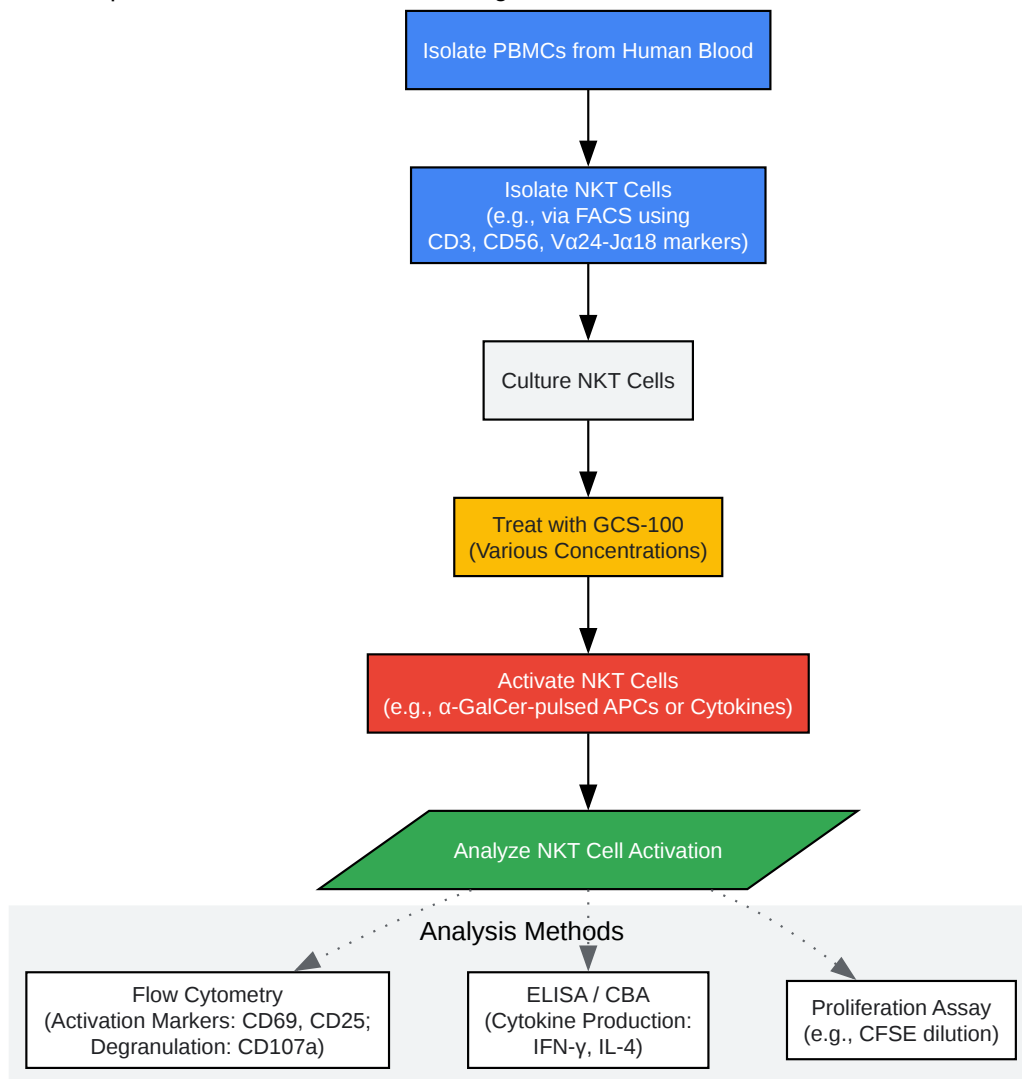 Isolate PBMCs from Human Blood
Isolate NKT Cells
(e.g., via FACS using
CD3, CD56, Vα24-Jα18 markers)
Culture NKT Cells
Treat with GCS-100
(Various Concentrations)
Activate NKT Cells
(e.g., α-GalCer-pulsed APCs or Cytokines)
Analyze NKT Cell Activation
Analysis Methods
Flow Cytometry
(Activation Markers: CD69, CD25;
Degranulation: CD107a)
ELISA / CBA
(Cytokine Production:
IFN-γ, IL-4)
Proliferation Assay
(e.g., CFSE dilution)